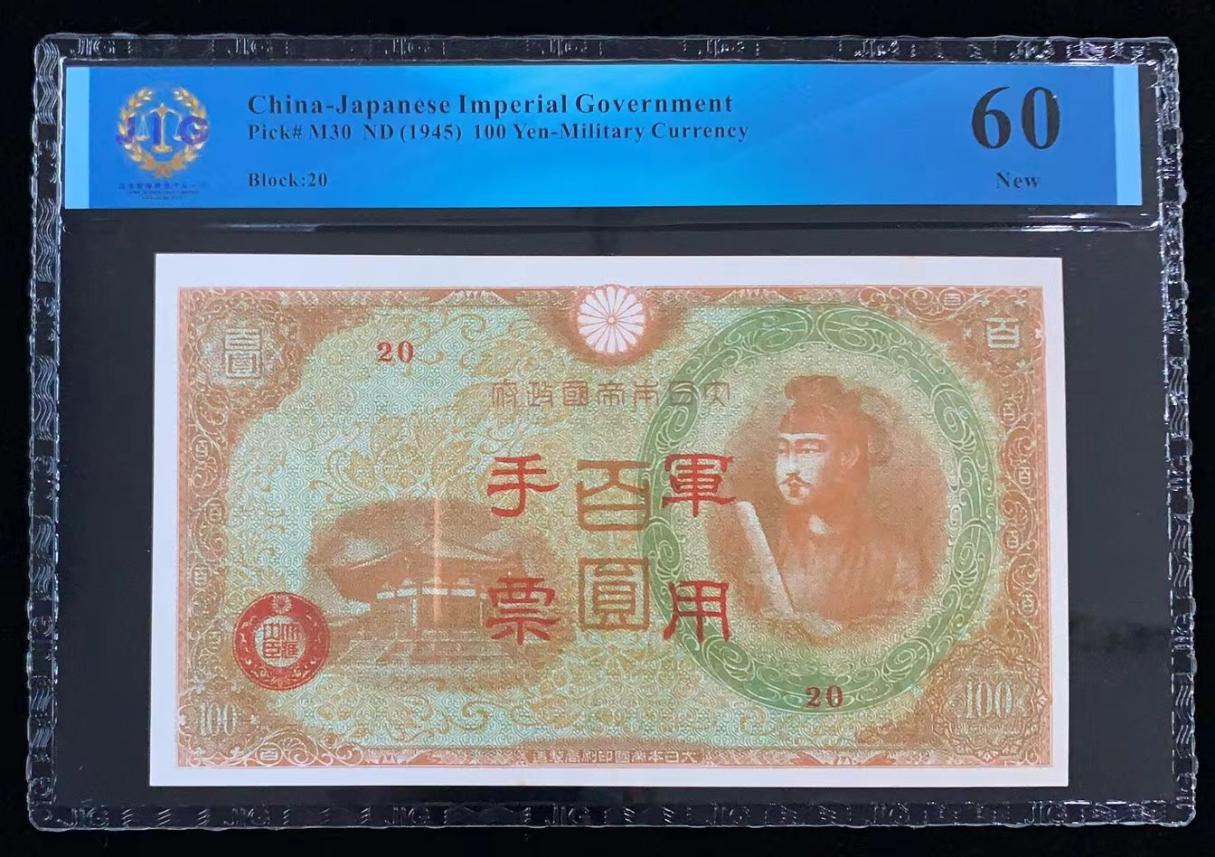 JIG
China-Japanese Imperial Government
Pick# M30 ND (1945) 100 Yen-Military Currency
Block:20
60
New
百圓
20
百
府政國帝本日大
手 百 軍
票 圓 用
20
100
100
造製局刷印國帝本日大